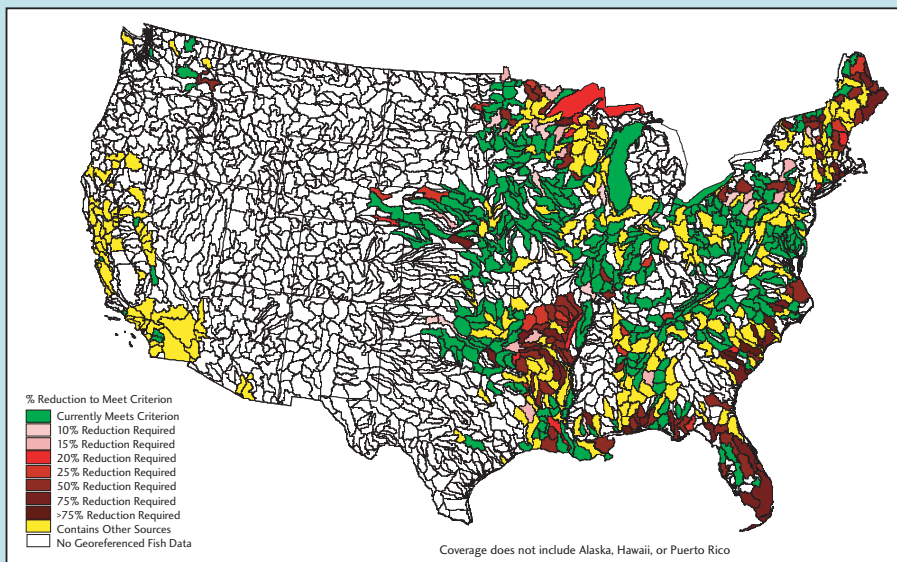 % Reduction to Meet Criterion
Currently Meets Criterion
10% Reduction Required
15% Reduction Required
20% Reduction Required
25% Reduction Required
50% Reduction Required
75% Reduction Required
>75% Reduction Required
Contains Other Sources
No Georeferenced Fish Data
Coverage does not include Alaska, Hawaii, or Puerto Rico